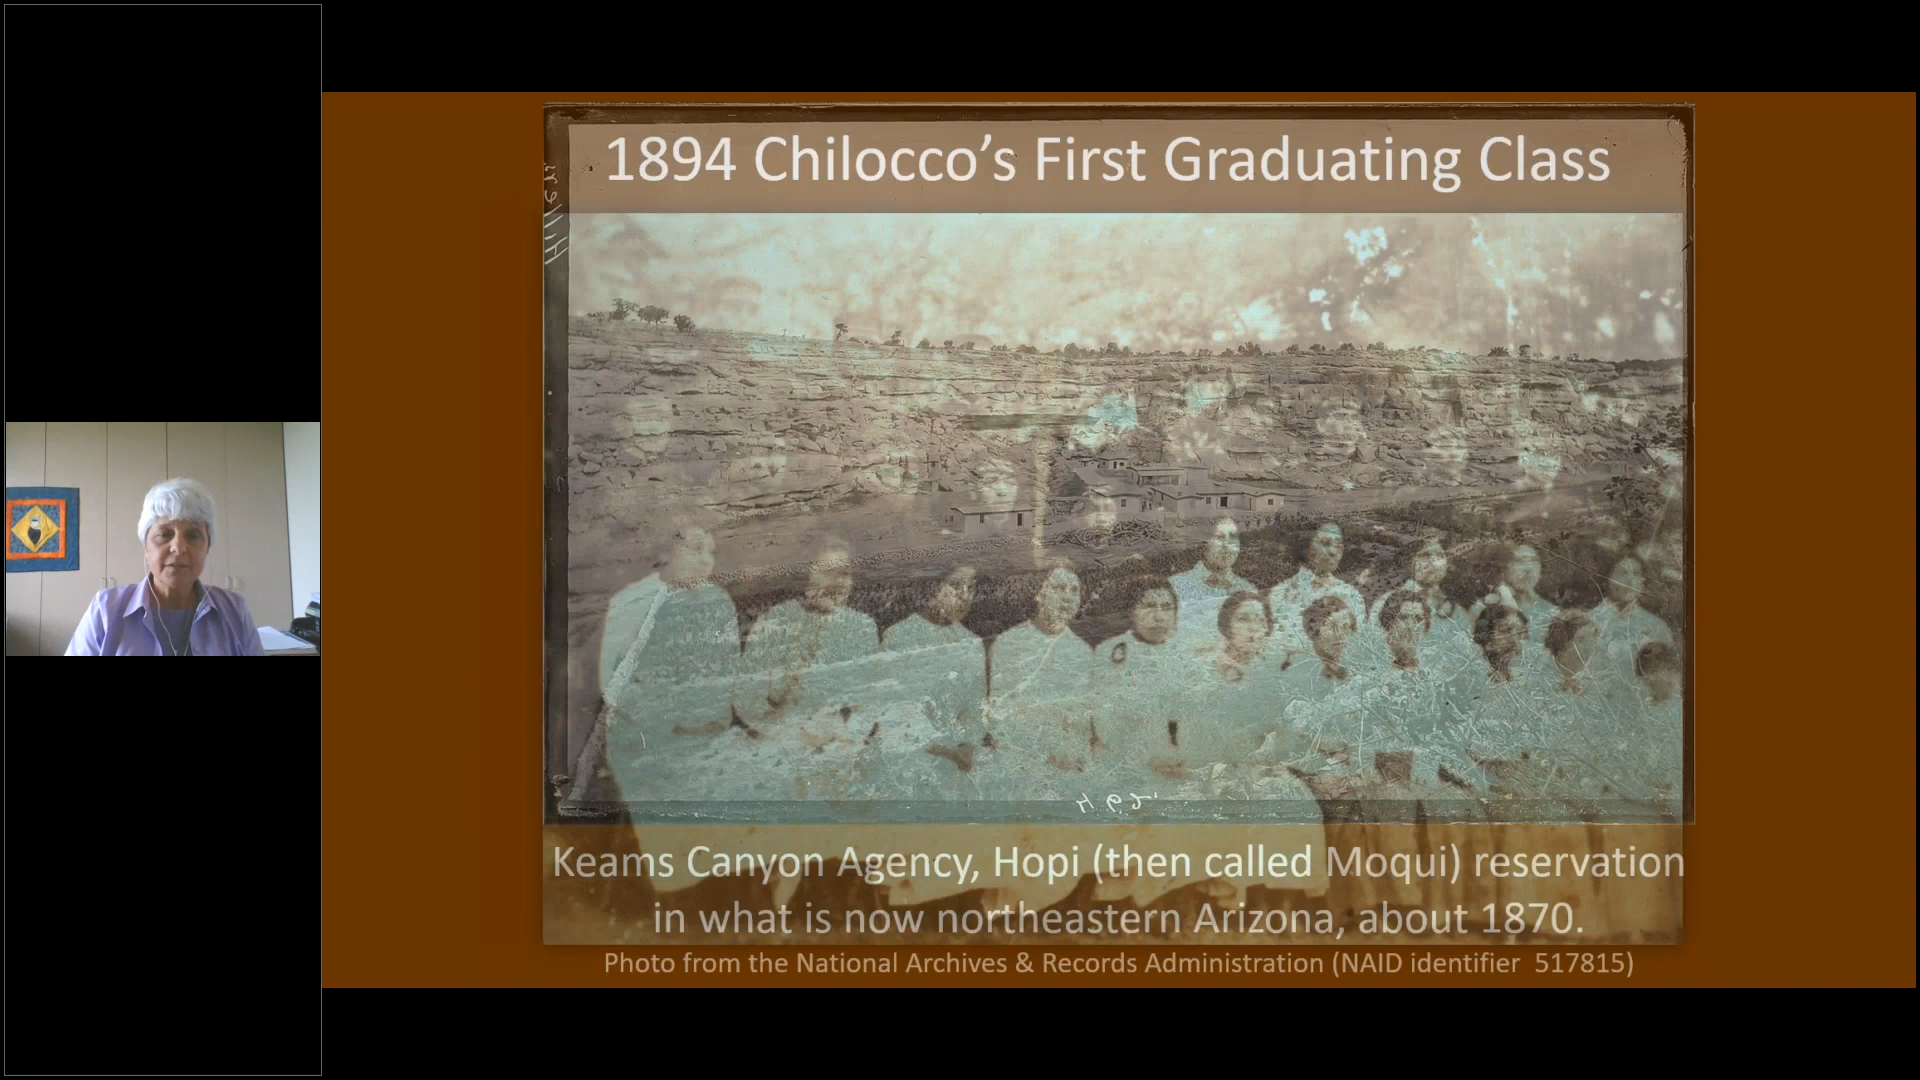 1894 Chilocco's First Graduating Class
Keams Canyon Agency, Hopi (then called Moqui) reservation
in what is now northeastern Arizona, about 1870.
Photo from the National Archives & Records Administration (NAID identifier 517815)